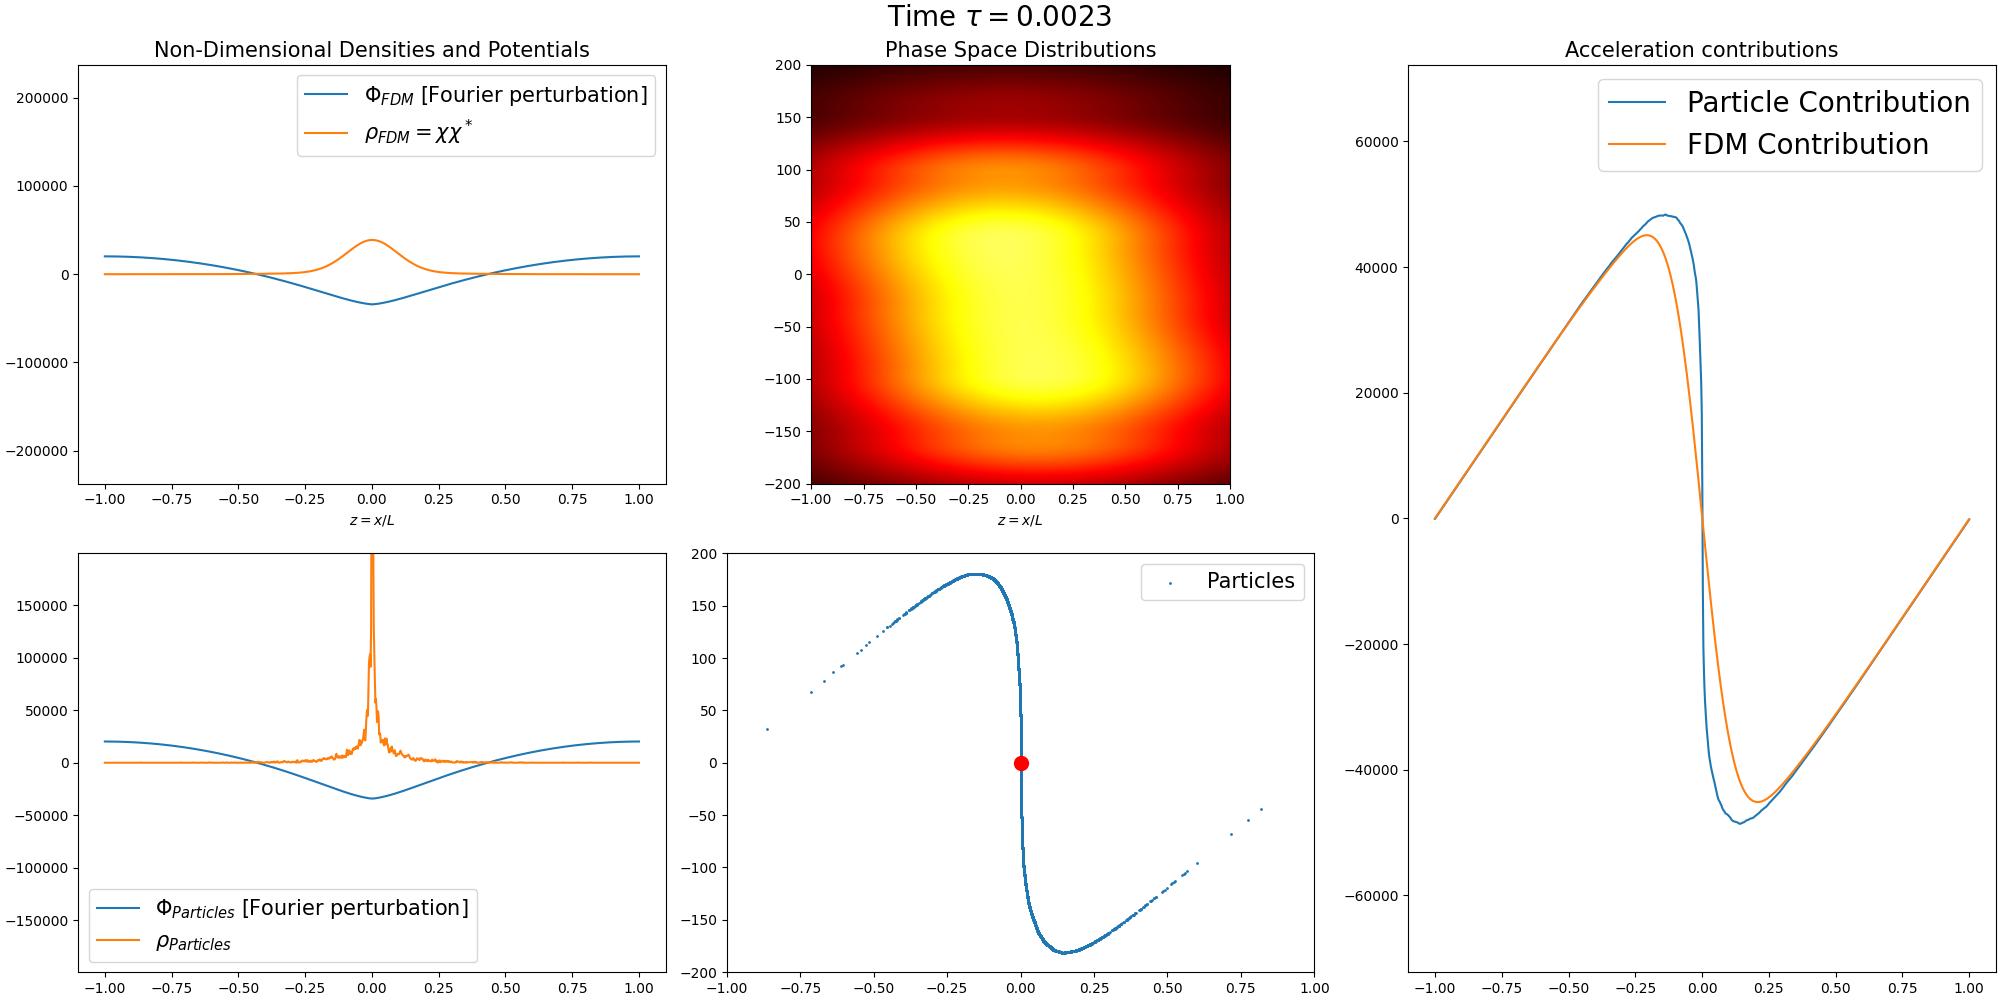 Time τ = 0.0023
Non-Dimensional Densities and Potentials
Φ_FDM [Fourier perturbation]
ρ_FDM = χχ*
200000
100000
0
−100000
−200000
−1.00 −0.75 −0.50 −0.25 0.00 0.25 0.50 0.75 1.00
z = x/L
Phase Space Distributions
200
150
100
50
0
−50
−100
−150
−200
−1.00 −0.75 −0.50 −0.25 0.00 0.25 0.50 0.75 1.00
z = x/L
Acceleration contributions
Particle Contribution
FDM Contribution
60000
40000
20000
0
−20000
−40000
−60000
−1.00 −0.75 −0.50 −0.25 0.00 0.25 0.50 0.75 1.00
150000
100000
50000
0
−50000
−100000
−150000
Φ_Particles [Fourier perturbation]
ρ_Particles
−1.00 −0.75 −0.50 −0.25 0.00 0.25 0.50 0.75 1.00
Particles
200
150
100
50
0
−50
−100
−150
−200
−1.00 −0.75 −0.50 −0.25 0.00 0.25 0.50 0.75 1.00